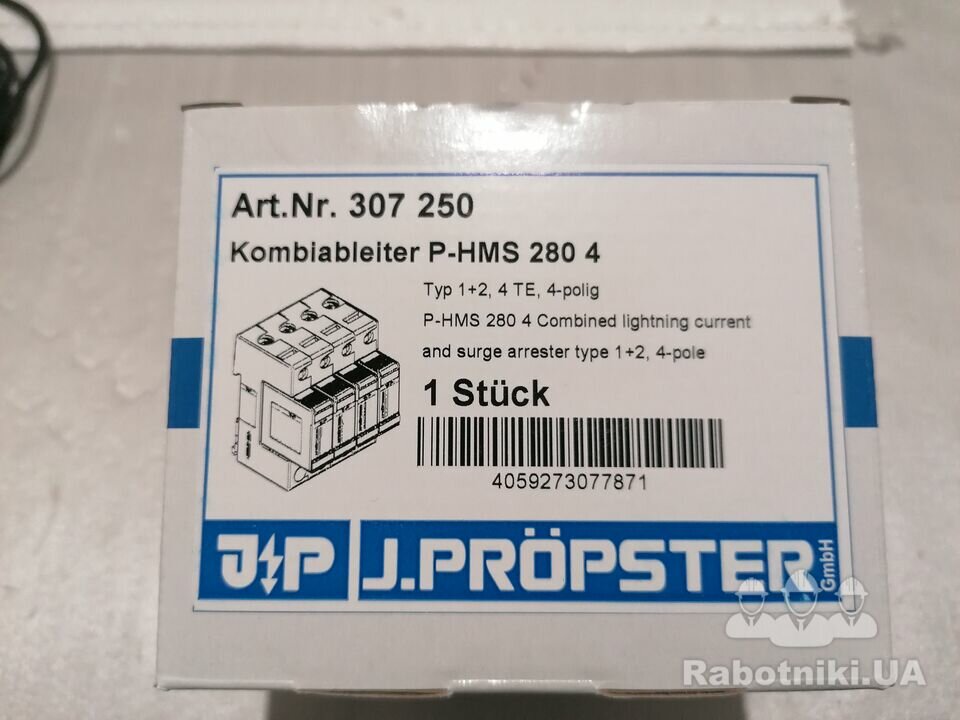 Art.Nr. 307 250
Kombiableiter P-HMS 280 4
Typ 1+2, 4 TE, 4-polig
P-HMS 280 4 Combined lightning current
and surge arrester type 1+2, 4-pole
1 Stück
4059273077871
JP J.PRÖPSTER GmbH
Rabotniki.UA